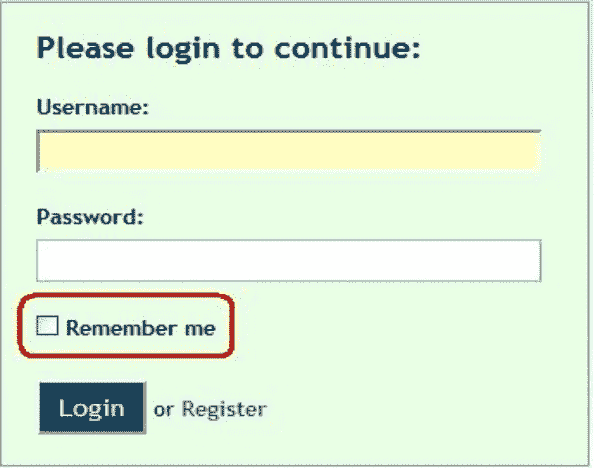 Please login to continue:
Username:
Password:
Remember me
Login or Register